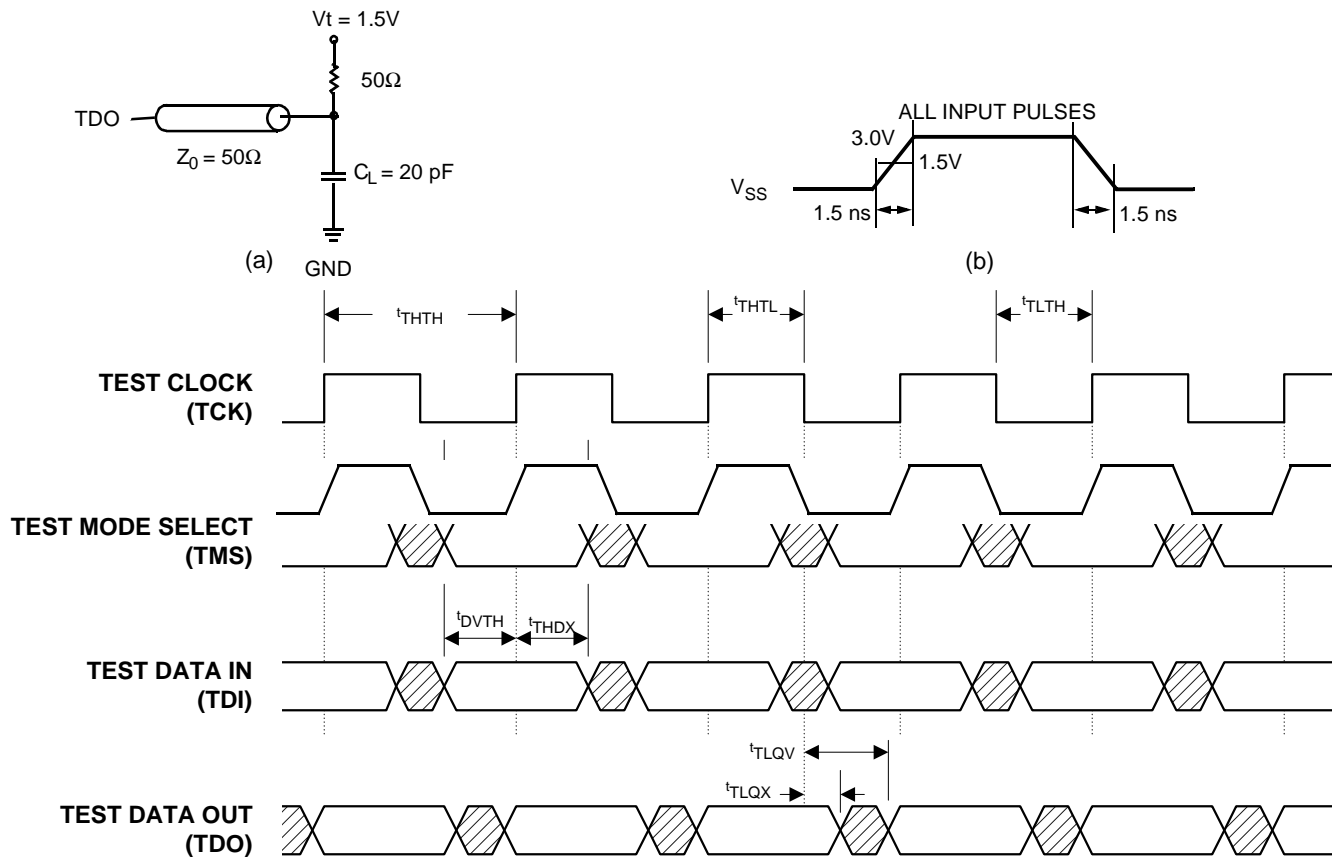 Vt = 1.5V
50Ω
TDO
Z0 = 50Ω
CL = 20 pF
(a)
GND
ALL INPUT PULSES
3.0V
1.5V
VSS
1.5 ns
1.5 ns
(b)
tTHTH
tTHTL
tTLTH
TEST CLOCK
(TCK)
TEST MODE SELECT
(TMS)
tDVTH
tTHDX
TEST DATA IN
(TDI)
tTLQV
tTLQX
TEST DATA OUT
(TDO)